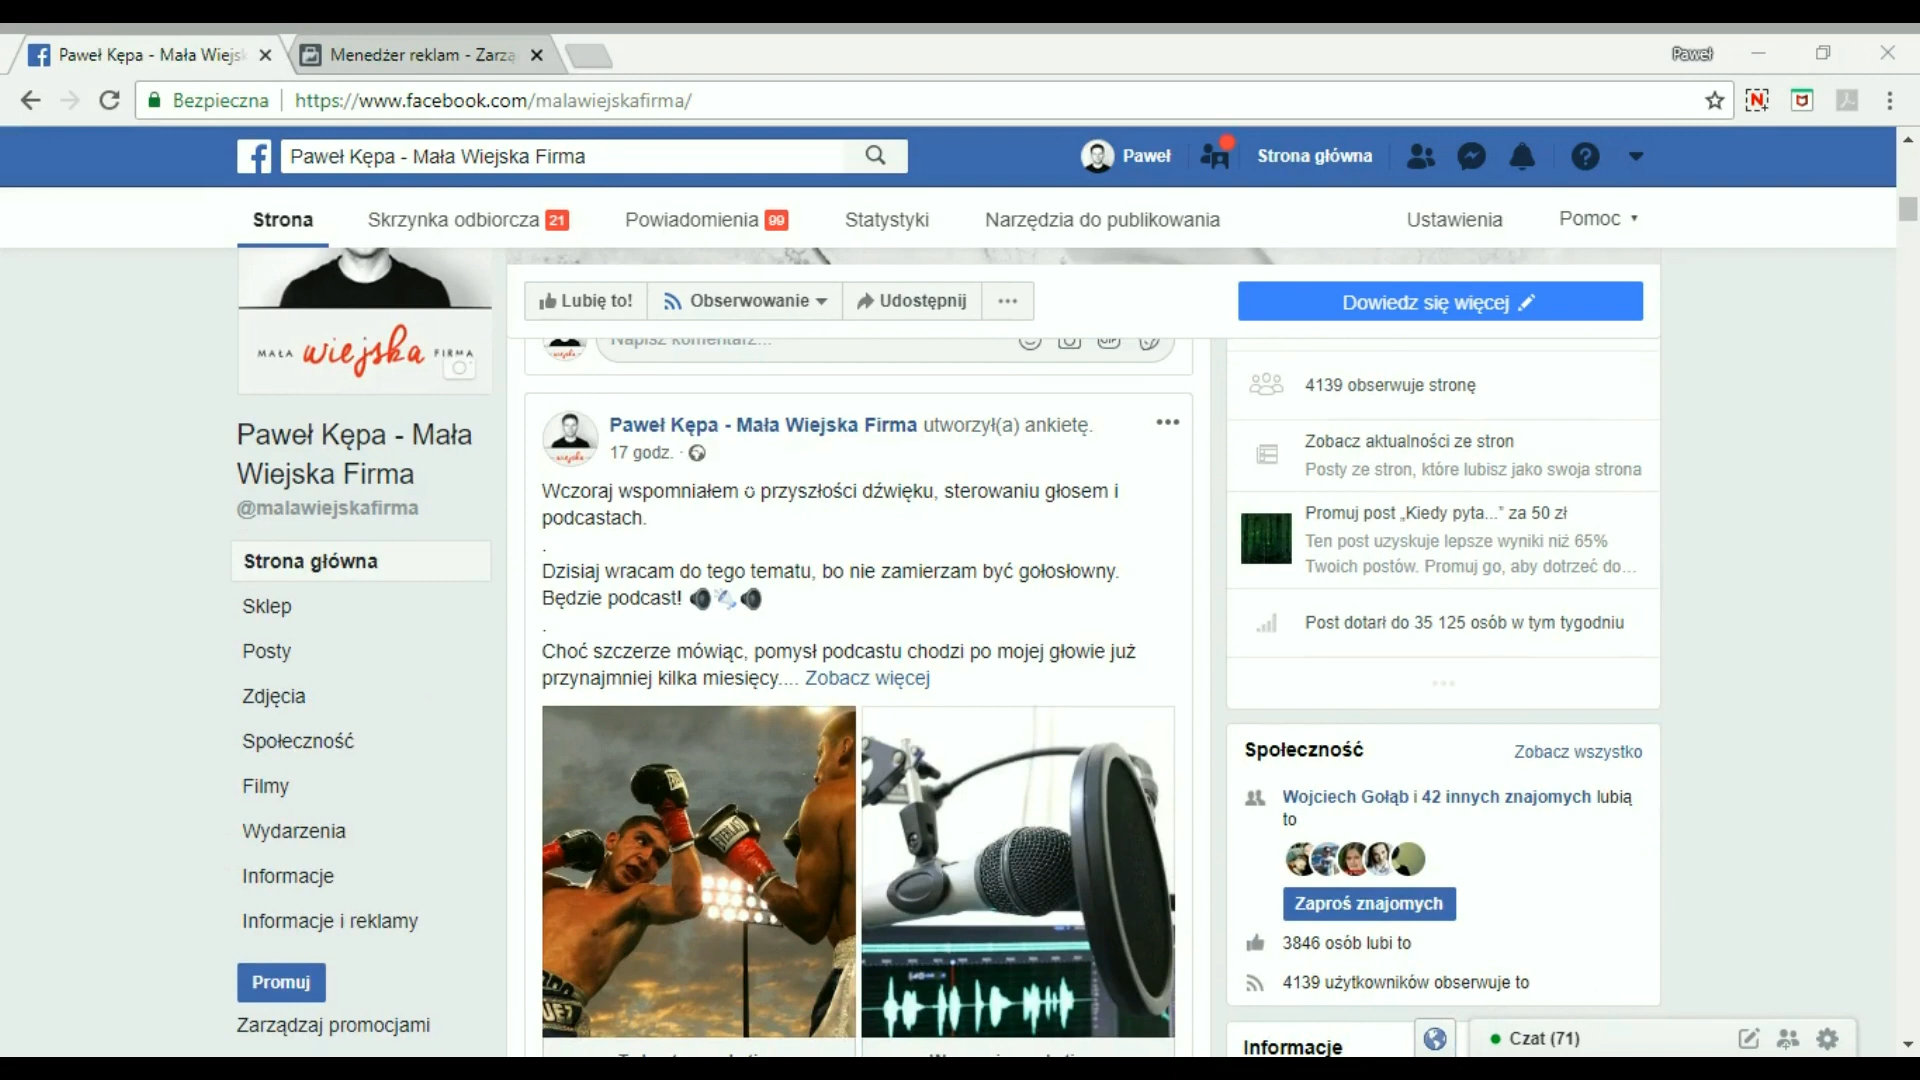 Paweł Kępa - Mała Wiejs
Menedżer reklam - Zarzą
Paweł
Bezpieczna
https://www.facebook.com/malawiejskafirma/
Paweł Kępa - Mała Wiejska Firma
Paweł
Strona główna
Strona
Skrzynka odbiorcza 21
Powiadomienia 99
Statystyki
Narzędzia do publikowania
Ustawienia
Pomoc
MAŁA wiejska FIRMA
Lubię to!
Obserwowanie
Udostępnij
Dowiedz się więcej
Napisz komentarz...
Paweł Kępa - Mała
Wiejska Firma
@malawiejskafirma
Strona główna
Sklep
Posty
Zdjęcia
Społeczność
Filmy
Wydarzenia
Informacje
Informacje i reklamy
Promuj
Zarządzaj promocjami
Paweł Kępa - Mała Wiejska Firma utworzył(a) ankietę.
17 godz. ·
Wczoraj wspomniałem o przyszłości dźwięku, sterowaniu głosem i
podcastach.
.
Dzisiaj wracam do tego tematu, bo nie zamierzam być gołosłowny.
Będzie podcast! 🔊📡🔊
.
Choć szczerze mówiąc, pomysł podcastu chodzi po mojej głowie już
przynajmniej kilka miesięcy.... Zobacz więcej
EVERLAST
4139 obserwuje stronę
Zobacz aktualności ze stron
Posty ze stron, które lubisz jako swoja strona
Promuj post „Kiedy pyta...” za 50 zł
Ten post uzyskuje lepsze wyniki niż 65%
Twoich postów. Promuj go, aby dotrzeć do...
Post dotarł do 35 125 osób w tym tygodniu
Społeczność
Zobacz wszystko
Wojciech Gołąb i 42 innych znajomych lubią
to
Zaproś znajomych
3846 osób lubi to
4139 użytkowników obserwuje to
Informacje
Czat (71)